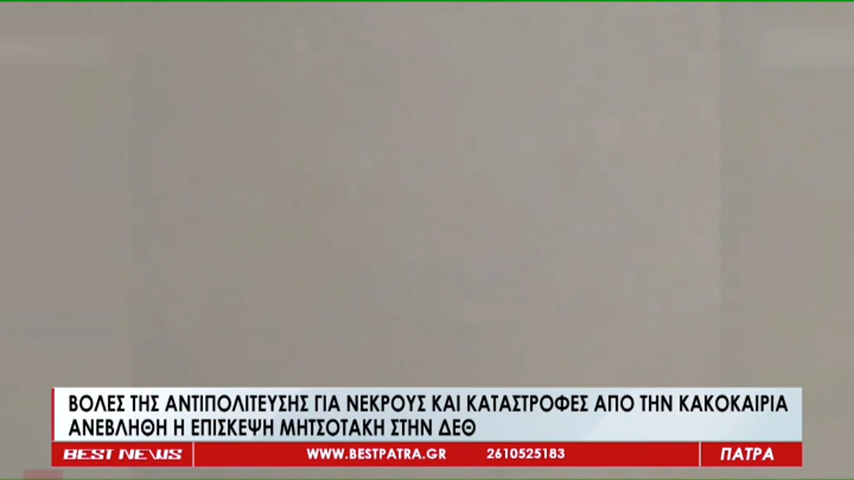 ΒΟΛΕΣ ΤΗΣ ΑΝΤΙΠΟΛΙΤΕΥΣΗΣ ΓΙΑ ΝΕΚΡΟΥΣ ΚΑΙ ΚΑΤΑΣΤΡΟΦΕΣ ΑΠΟ ΤΗΝ ΚΑΚΟΚΑΙΡΙΑ
ΑΝΕΒΛΗΘΗ Η ΕΠΙΣΚΕΨΗ ΜΗΤΣΟΤΑΚΗ ΣΤΗΝ ΔΕΘ
BEST NEWS WWW.BESTPATRA.GR 2610525183 ΠΑΤΡΑ